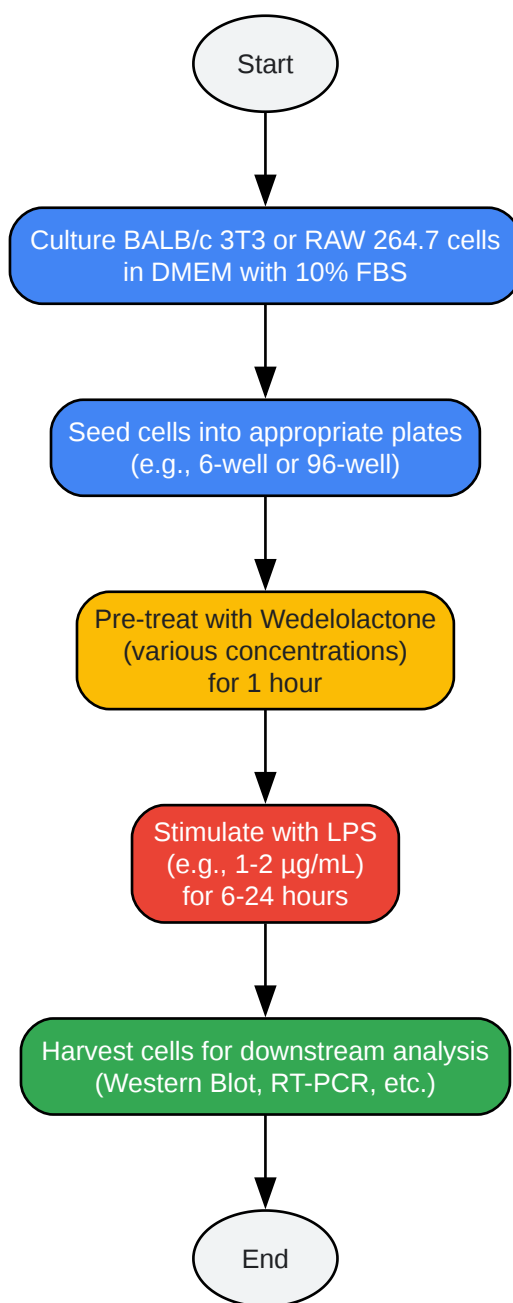 Start
Culture BALB/c 3T3 or RAW 264.7 cells
in DMEM with 10% FBS
Seed cells into appropriate plates
(e.g., 6-well or 96-well)
Pre-treat with Wedelolactone
(various concentrations)
for 1 hour
Stimulate with LPS
(e.g., 1-2 µg/mL)
for 6-24 hours
Harvest cells for downstream analysis
(Western Blot, RT-PCR, etc.)
End